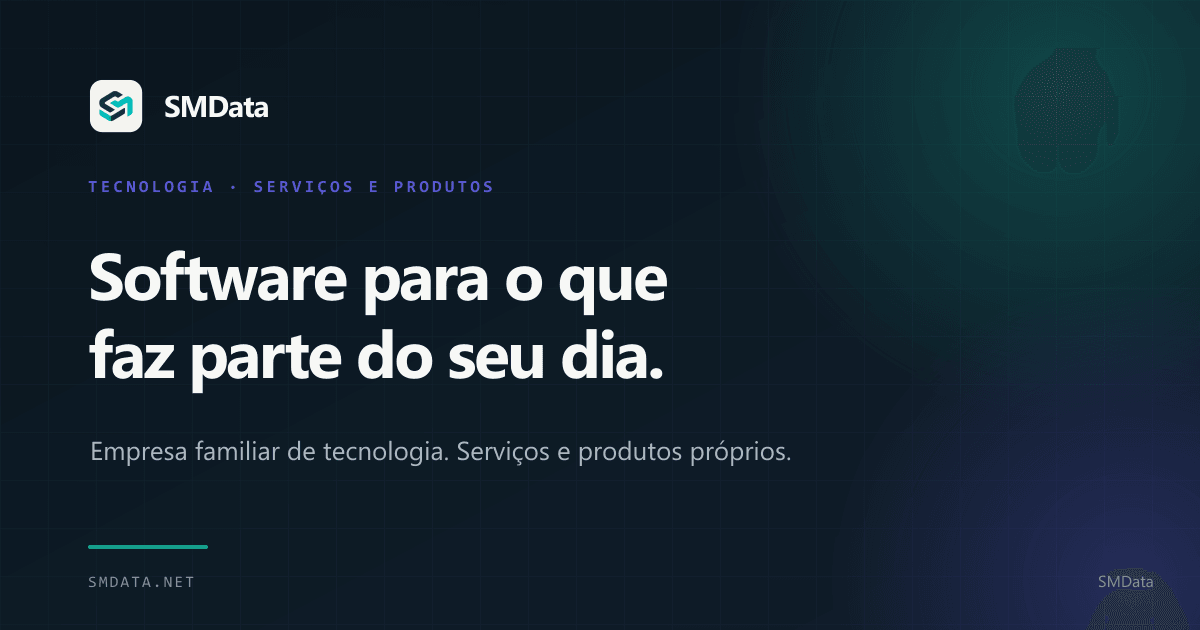 SMData
TECNOLOGIA · SERVIÇOS E PRODUTOS
Software para o que
faz parte do seu dia.
Empresa familiar de tecnologia. Serviços e produtos próprios.
SMDATA.NET
SMData